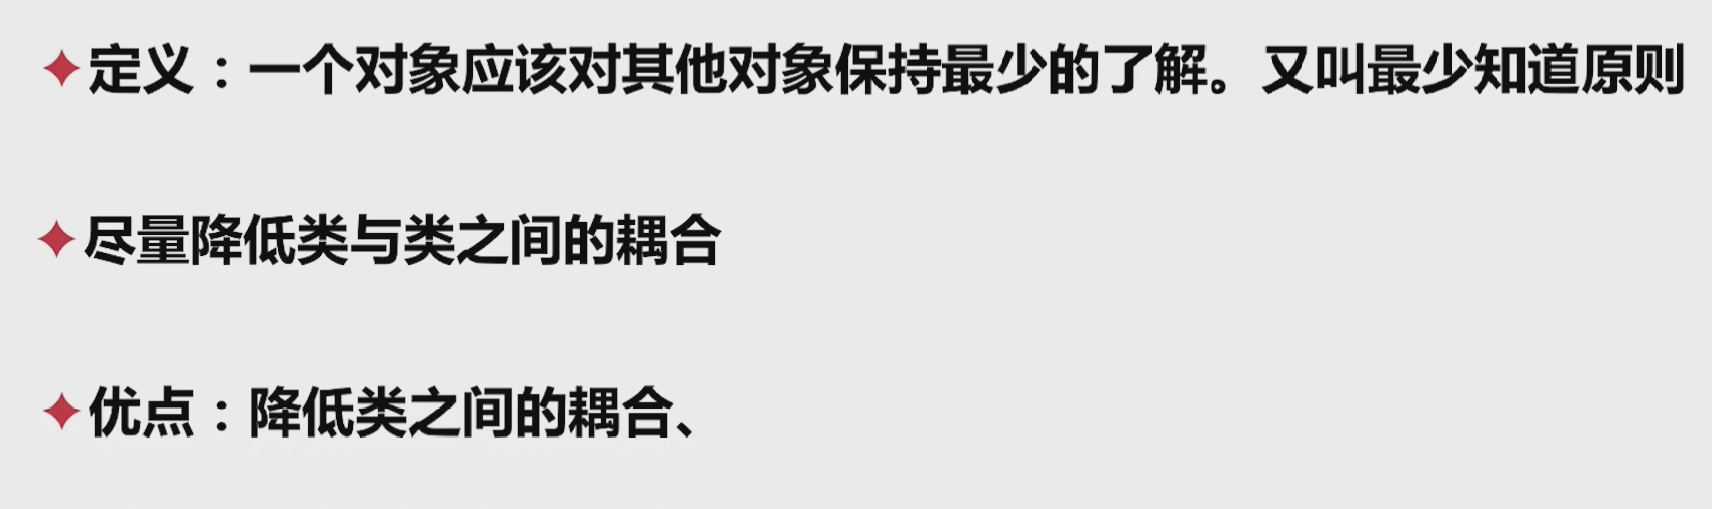 定义：一个对象应该对其他对象保持最少的了解。又叫最少知道原则
尽量降低类与类之间的耦合
优点：降低类之间的耦合、